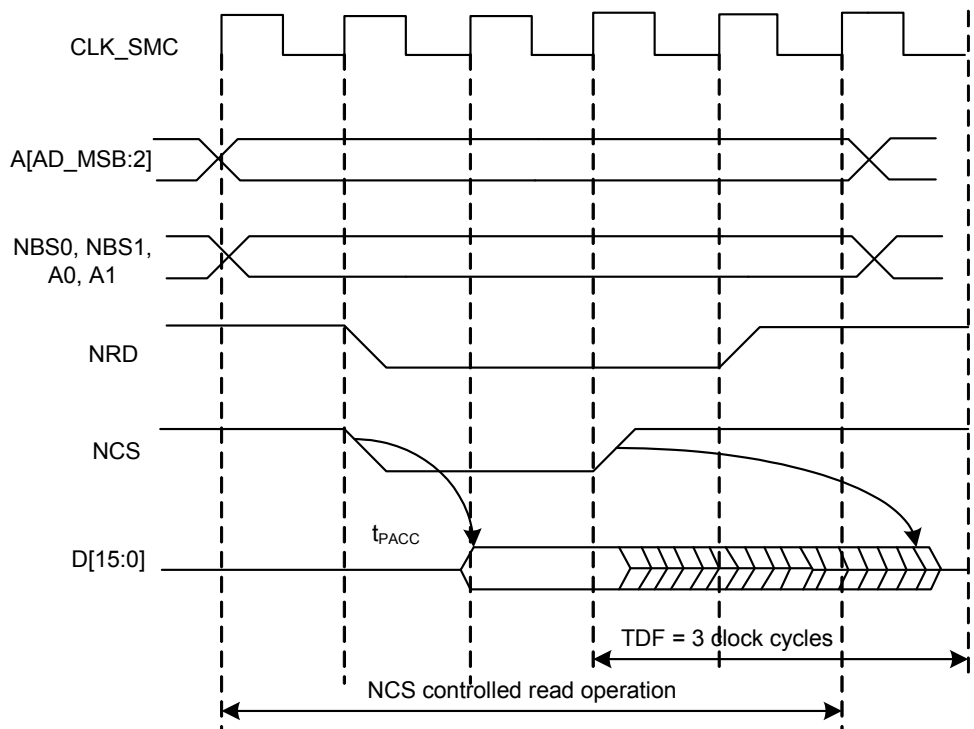 CLK_SMC
A[AD_MSB:2]
NBS0, NBS1,
A0, A1
NRD
NCS
tPACC
D[15:0]
TDF = 3 clock cycles
NCS controlled read operation